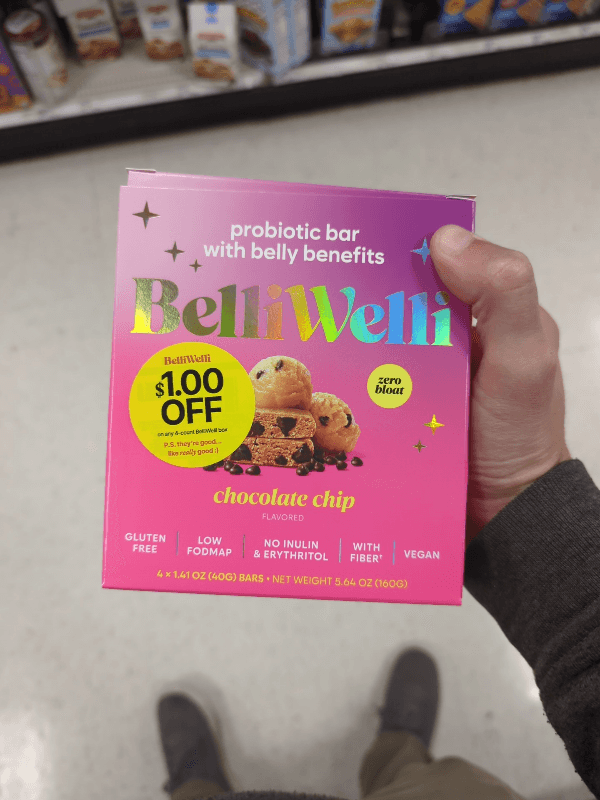 probiotic bar
with belly benefits
BelliWelli
BelliWelli
$1.00
OFF
on any 4-count BelliWelli box
P.S. they're good...
like really good :)
zero
bloat
chocolate chip
FLAVORED
GLUTEN
FREE
LOW
FODMAP
NO INULIN
& ERYTHRITOL
WITH
FIBER†
VEGAN
4 x 1.41 OZ (40G) BARS • NET WEIGHT 5.64 OZ (160G)